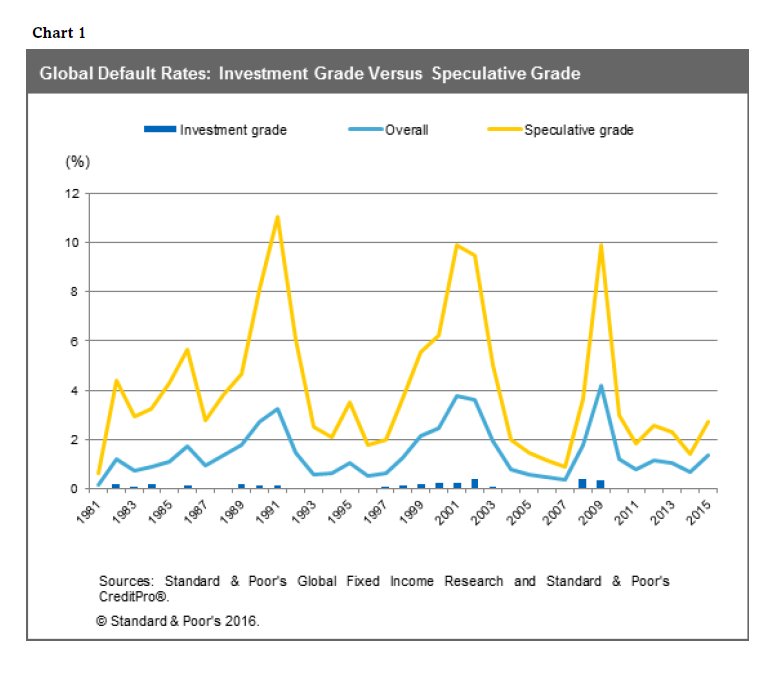 Chart 1
Global Default Rates: Investment Grade Versus Speculative Grade
Investment grade Overall Speculative grade
(%)
12
10
8
6
4
2
0
1981 1983 1985 1987 1989 1991 1993 1995 1997 1999 2001 2003 2005 2007 2009 2011 2013 2015
Sources: Standard & Poor's Global Fixed Income Research and Standard & Poor's
CreditPro®.
© Standard & Poor's 2016.